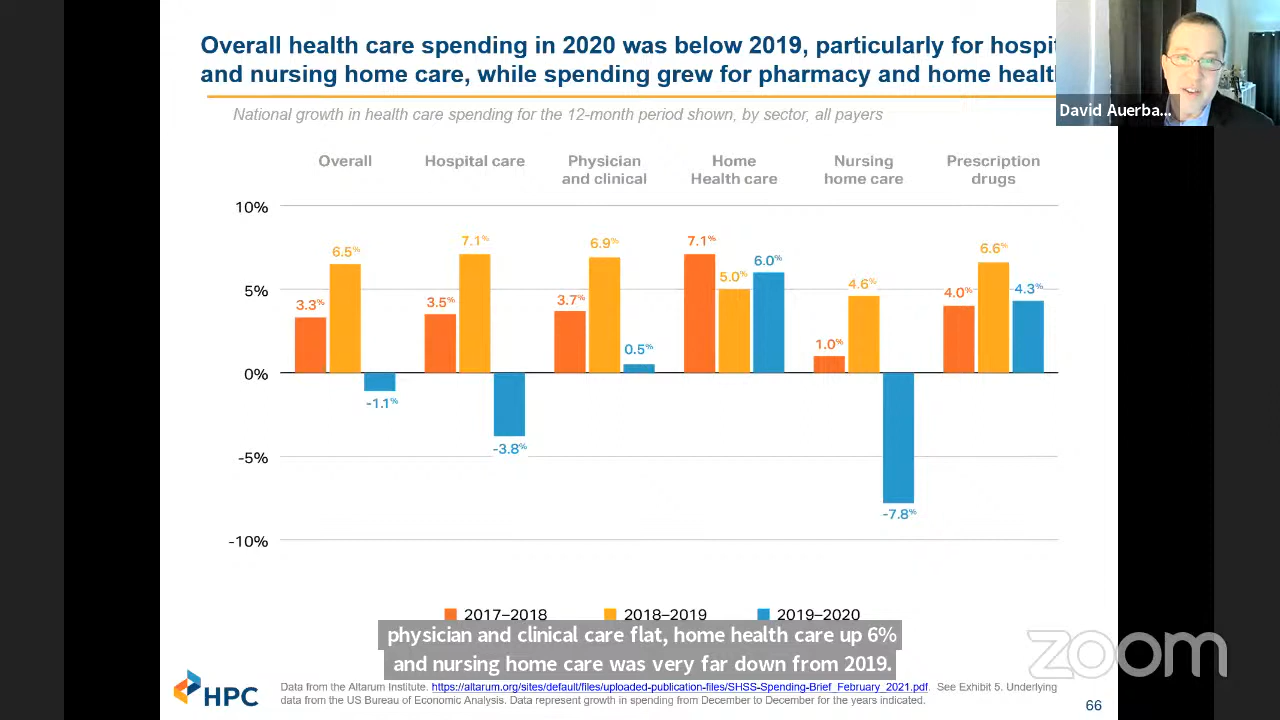 Overall health care spending in 2020 was below 2019, particularly for hospit
and nursing home care, while spending grew for pharmacy and home healt
David Auerba...
National growth in health care spending for the 12-month period shown, by sector, all payers
Overall
Hospital care
Physician
and clinical
Home
Health care
Nursing
home care
Prescription
drugs
10%
5%
0%
-5%
-10%
3.3%
6.5%
-1.1%
3.5%
7.1%
-3.8%
3.7%
6.9%
0.5%
7.1%
5.0%
6.0%
1.0%
4.6%
-7.8%
4.0%
6.6%
4.3%
2017–2018
2018–2019
2019–2020
physician and clinical care flat, home health care up 6%
and nursing home care was very far down from 2019.
zoom
HPC
Data from the Altarum Institute. https://altarum.org/sites/default/files/uploaded-publication-files/SHSS-Spending-Brief_February_2021.pdf. See Exhibit 5. Underlying
data from the US Bureau of Economic Analysis. Data represent growth in spending from December to December for the years indicated.
66